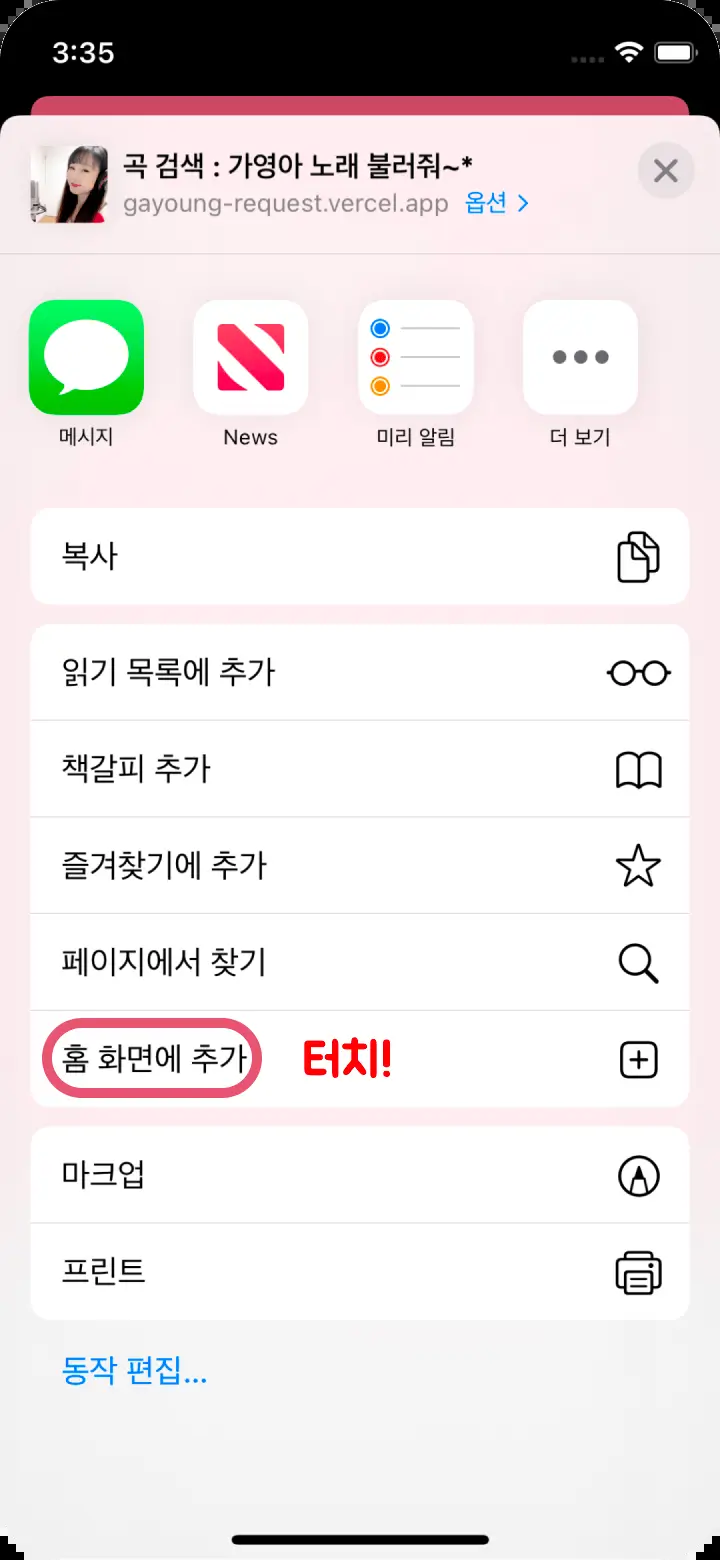 3:35
곡 검색 : 가영아 노래 불러줘~*
gayoung-request.vercel.app 옵션
메시지 News 미리 알림 더 보기
복사
읽기 목록에 추가
책갈피 추가
즐겨찾기에 추가
페이지에서 찾기
홈 화면에 추가 터치!
마크업
프린트
동작 편집...